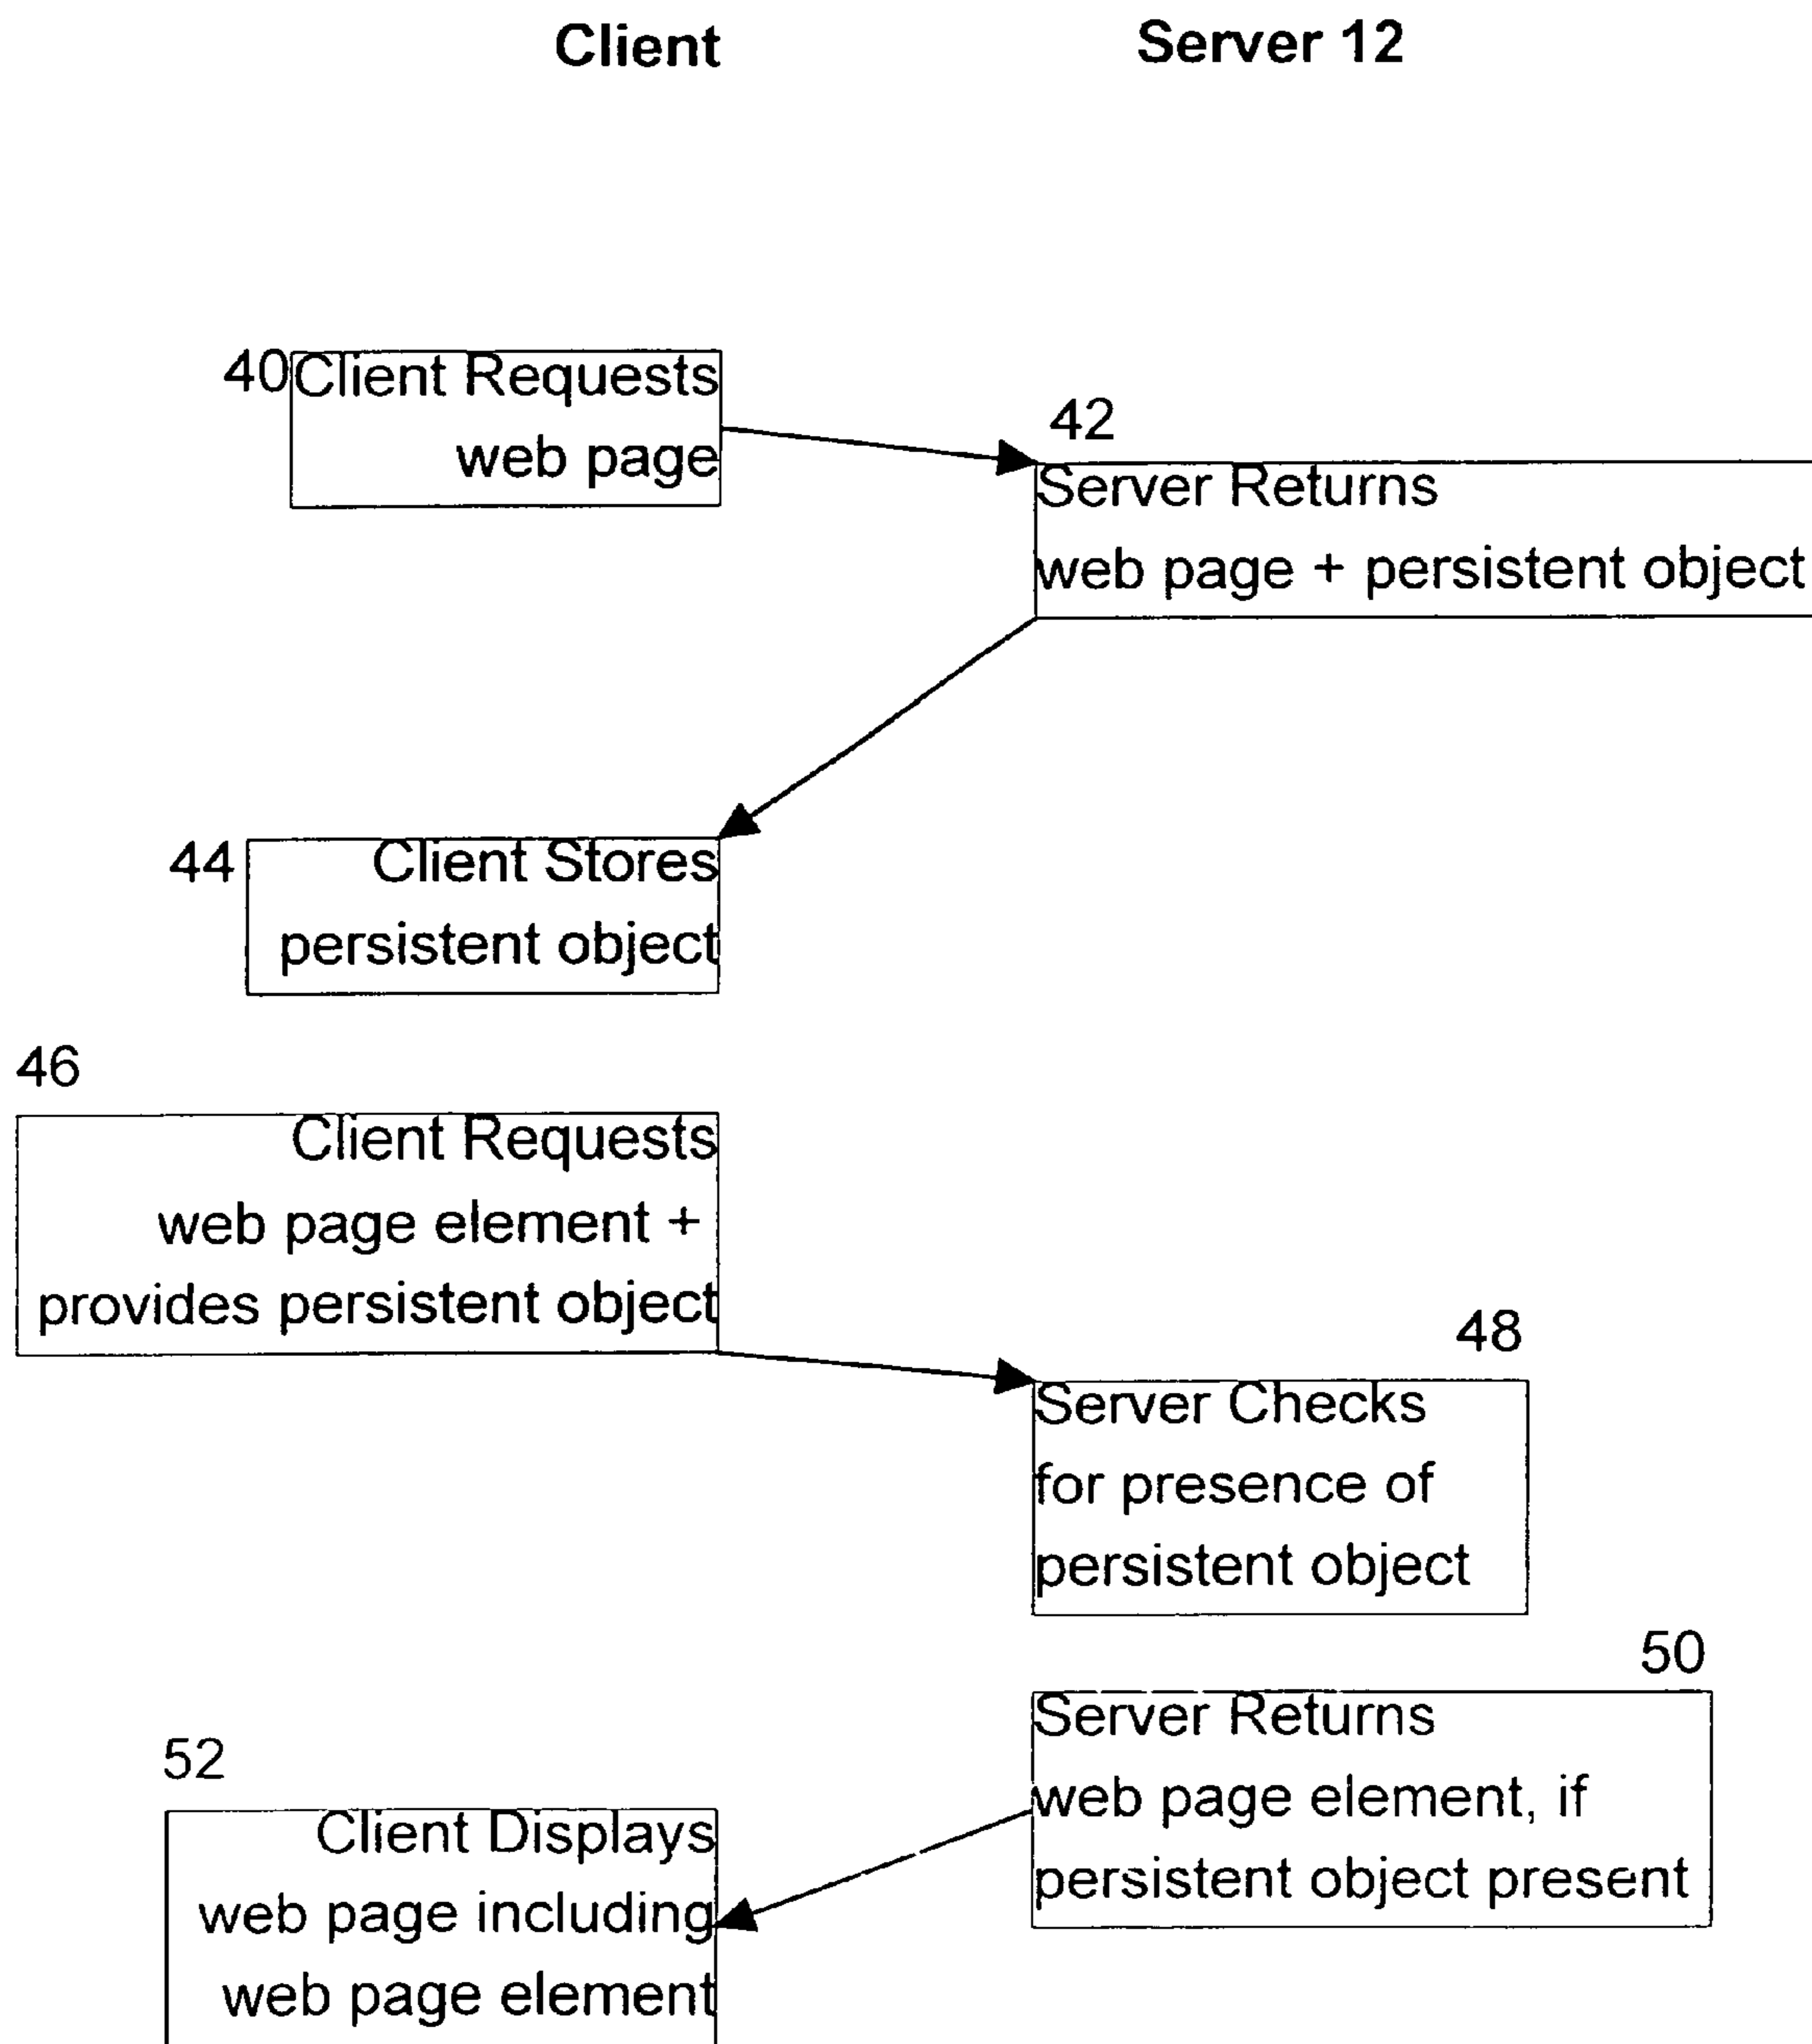 Client
Server 12
40
Client Requests
web page
42
Server Returns
web page + persistent object
44
Client Stores
persistent object
46
Client Requests
web page element +
provides persistent object
48
Server Checks
for presence of
persistent object
50
Server Returns
web page element, if
persistent object present
52
Client Displays
web page including
web page element